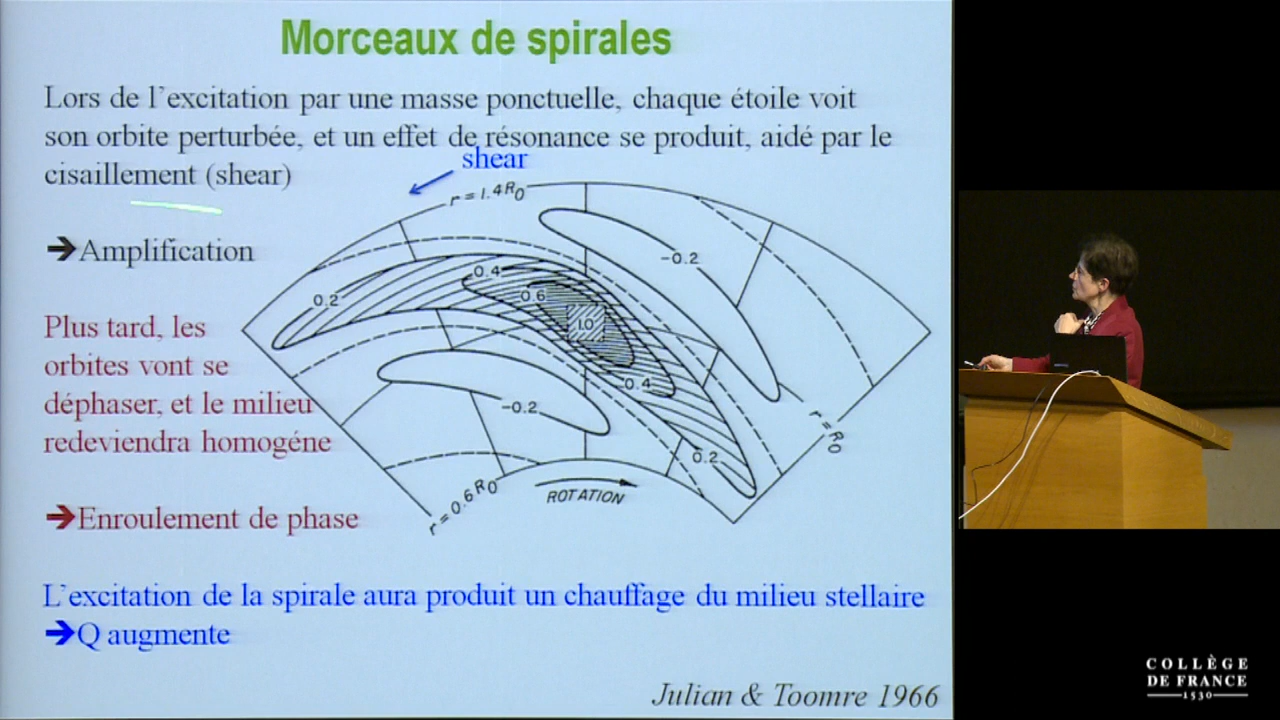 Morceaux de spirales
Lors de l'excitation par une masse ponctuelle, chaque étoile voit
son orbite perturbée, et un effet de résonance se produit, aidé par le
cisaillement (shear)
shear
➔Amplification
Plus tard, les
orbites vont se
déphaser, et le milieu
redeviendra homogéne
➔Enroulement de phase
r = 1.4 R0
-0.2
0.4
0.2
0.6
1.0
0.4
-0.2
r = R0
0.2
r = 0.6 R0
ROTATION
L'excitation de la spirale aura produit un chauffage du milieu stellaire
➔Q augmente
Julian & Toomre 1966
COLLÈGE
DE FRANCE
1530